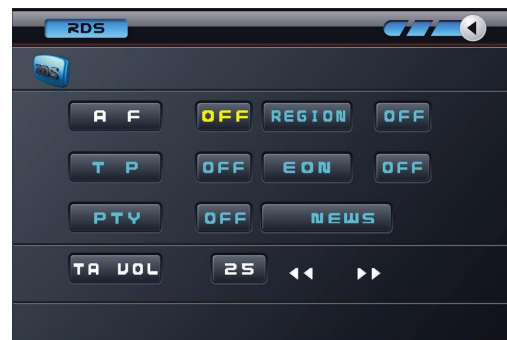 RDS
RDS
A F OFF REGION OFF
T P OFF EON OFF
PTY OFF NEWS
TA VOL 25